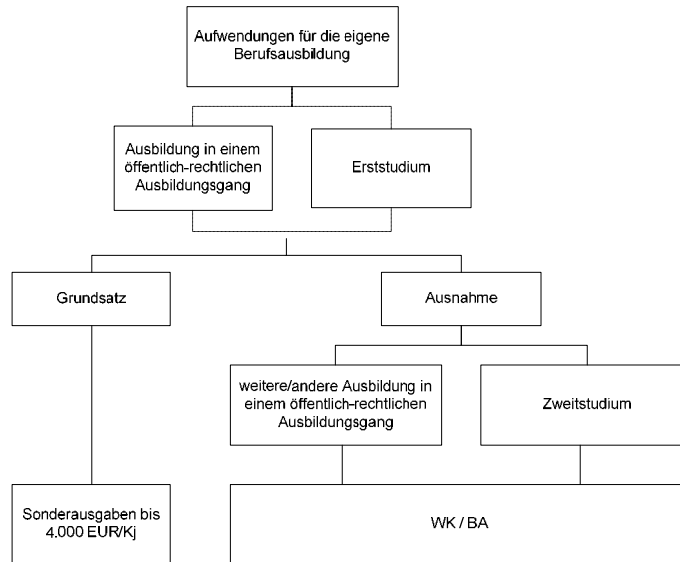 Aufwendungen für die eigene
Berufsausbildung
Ausbildung in einem
öffentlich-rechtlichen
Ausbildungsgang
Erststudium
Grundsatz
Ausnahme
weitere/andere Ausbildung in
einem öffentlich-rechtlichen
Ausbildungsgang
Zweitstudium
Sonderausgaben bis
4.000 EUR/Kj
WK / BA